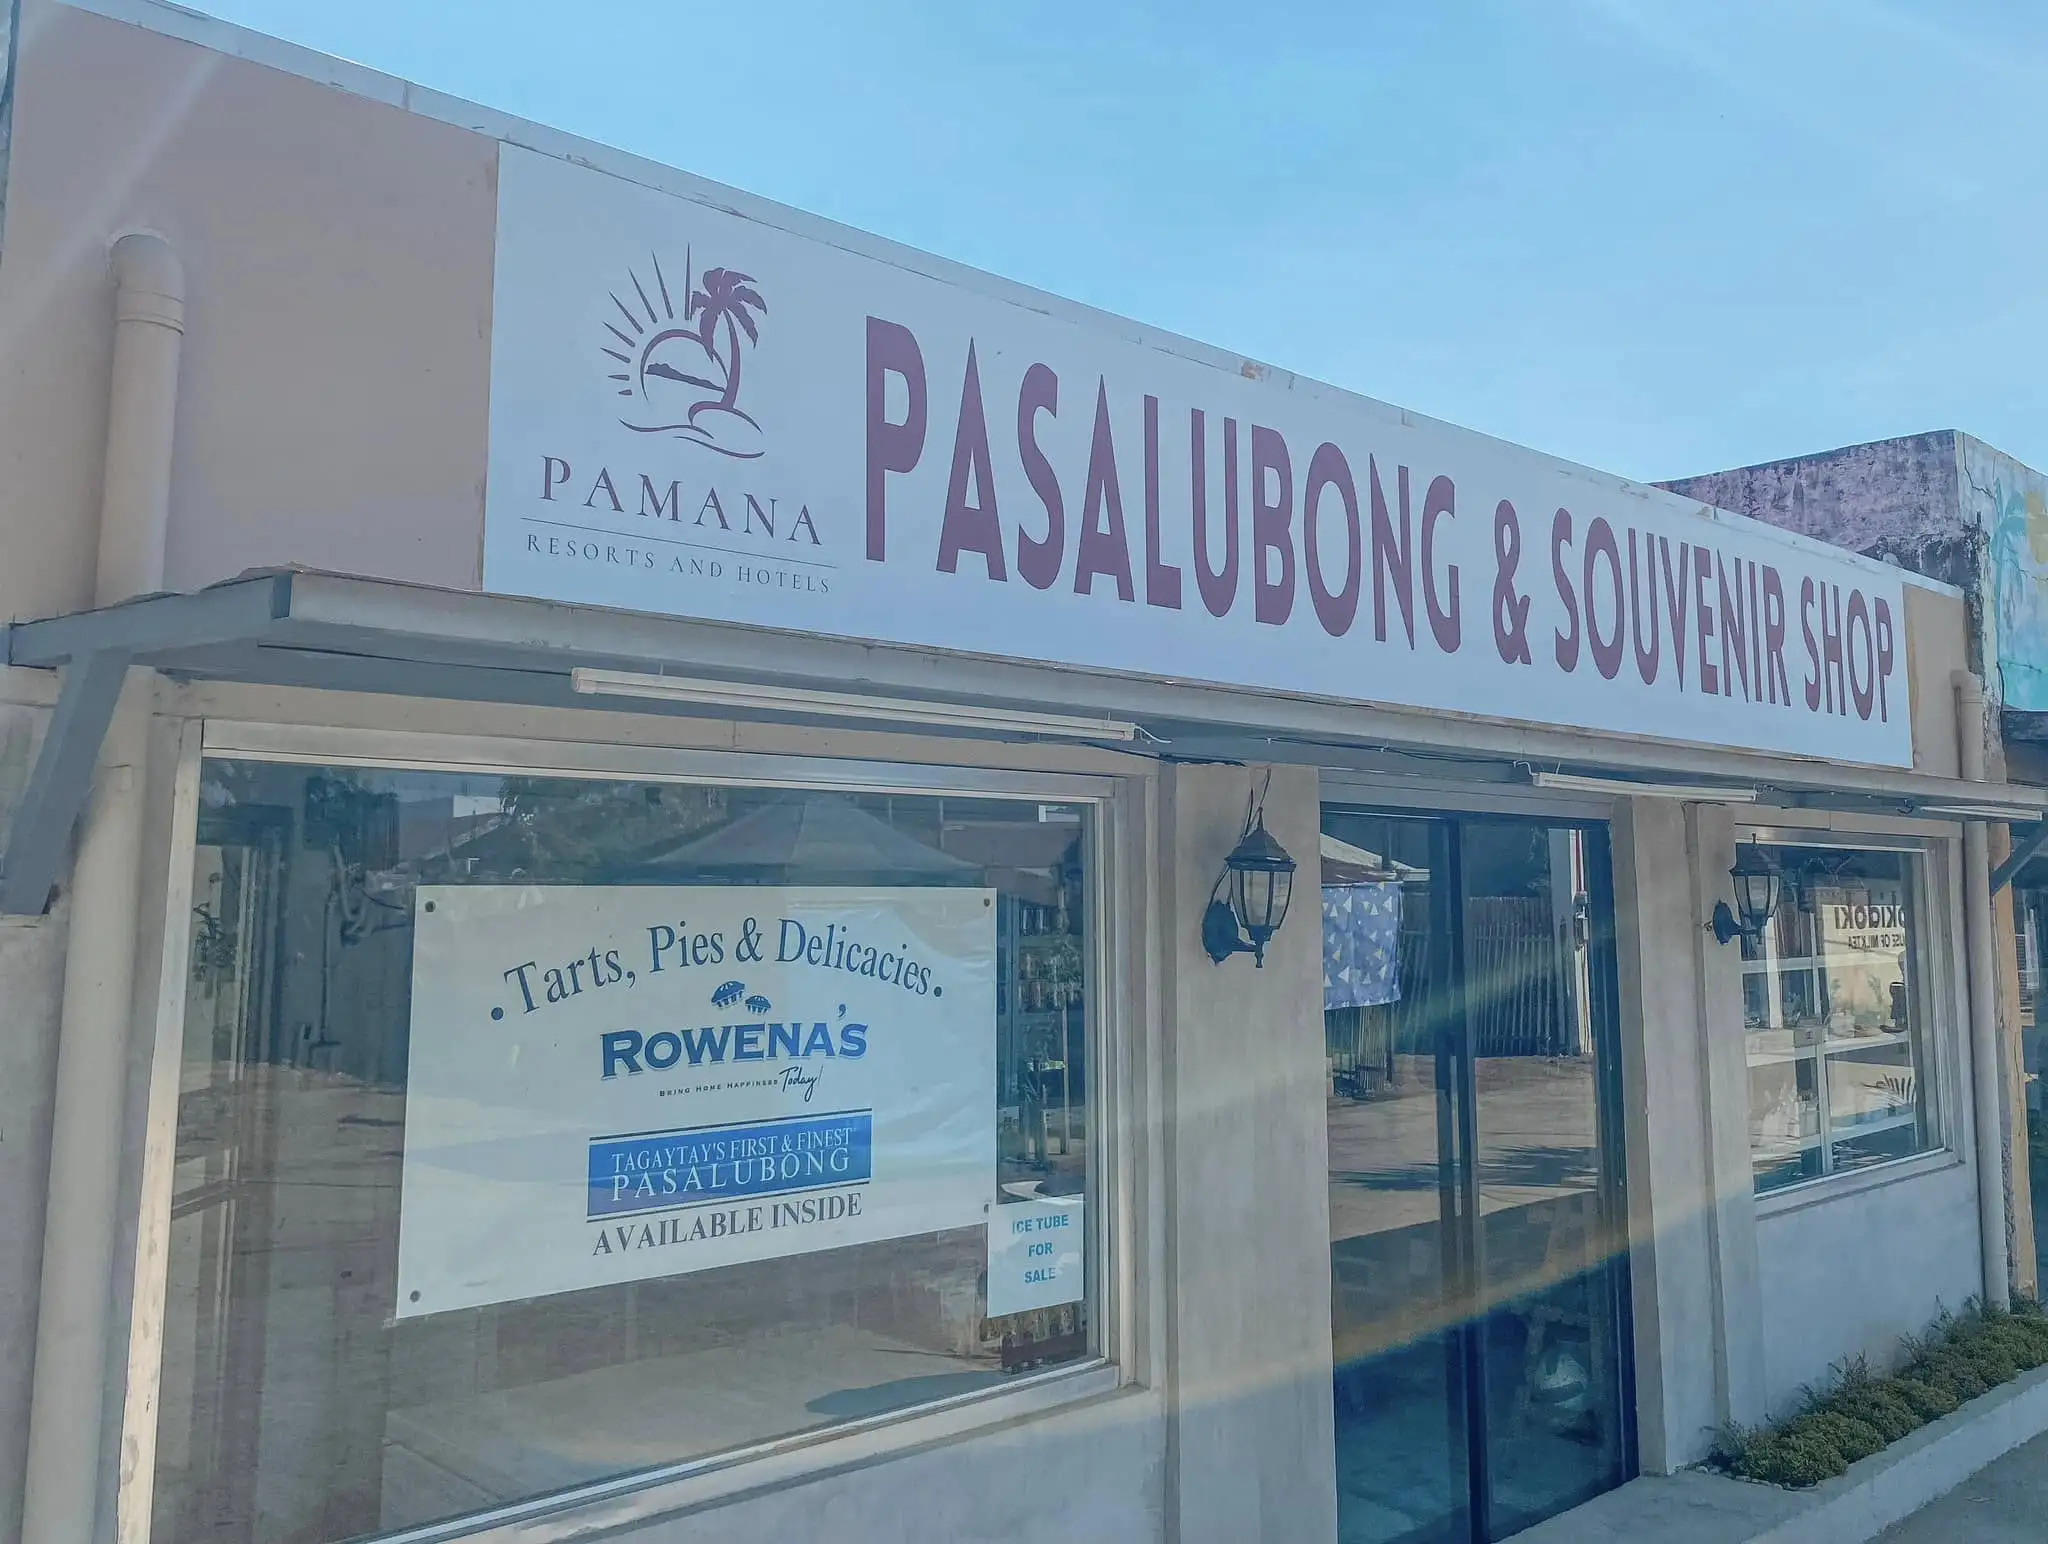 PAMANA
RESORTS AND HOTELS
PASALUBONG & SOUVENIR SHOP
• Tarts, Pies & Delicacies •
ROWENA'S
BRING HOME HAPPINESS Today!
TAGAYTAY'S FIRST & FINEST
PASALUBONG
AVAILABLE INSIDE
ICE TUBE
FOR
SALE